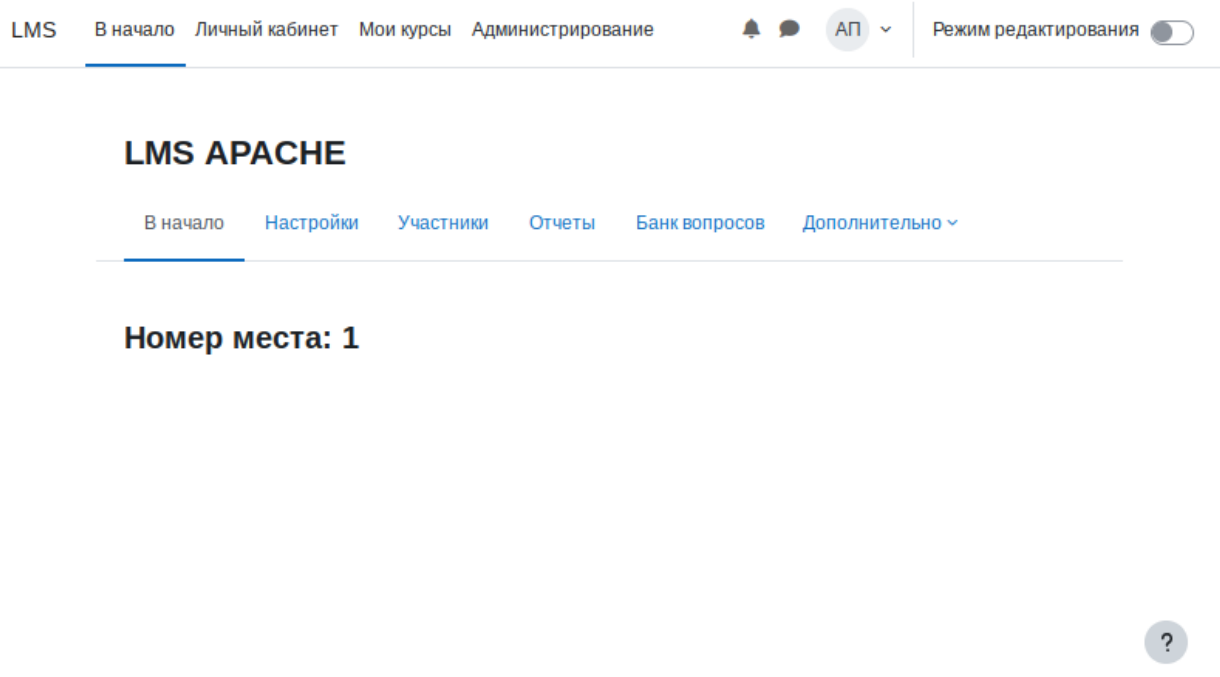 LMS В начало Личный кабинет Мои курсы Администрирование АП Режим редактирования
LMS APACHE
В начало Настройки Участники Отчеты Банк вопросов Дополнительно
Номер места: 1
?